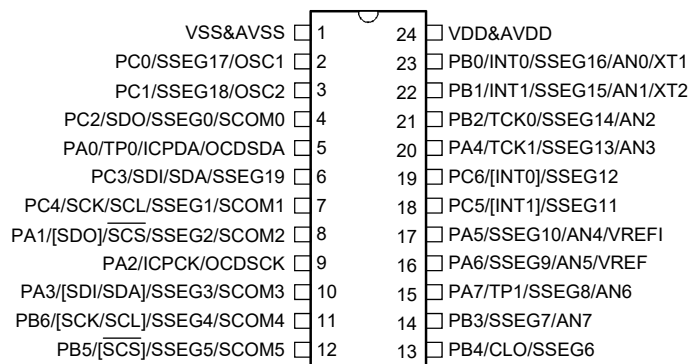 VSS&AVSS 1 24 VDD&AVDD
PC0/SSEG17/OSC1 2 23 PB0/INT0/SSEG16/AN0/XT1
PC1/SSEG18/OSC2 3 22 PB1/INT1/SSEG15/AN1/XT2
PC2/SDO/SSEG0/SCOM0 4 21 PB2/TCK0/SSEG14/AN2
PA0/TP0/ICPDA/OCDSDA 5 20 PA4/TCK1/SSEG13/AN3
PC3/SDI/SDA/SSEG19 6 19 PC6/[INT0]/SSEG12
PC4/SCK/SCL/SSEG1/SCOM1 7 18 PC5/[INT1]/SSEG11
PA1/[SDO]/SCS/SSEG2/SCOM2 8 17 PA5/SSEG10/AN4/VREFI
PA2/ICPCK/OCDSCK 9 16 PA6/SSEG9/AN5/VREF
PA3/[SDI/SDA]/SSEG3/SCOM3 10 15 PA7/TP1/SSEG8/AN6
PB6/[SCK/SCL]/SSEG4/SCOM4 11 14 PB3/SSEG7/AN7
PB5/[SCS]/SSEG5/SCOM5 12 13 PB4/CLO/SSEG6